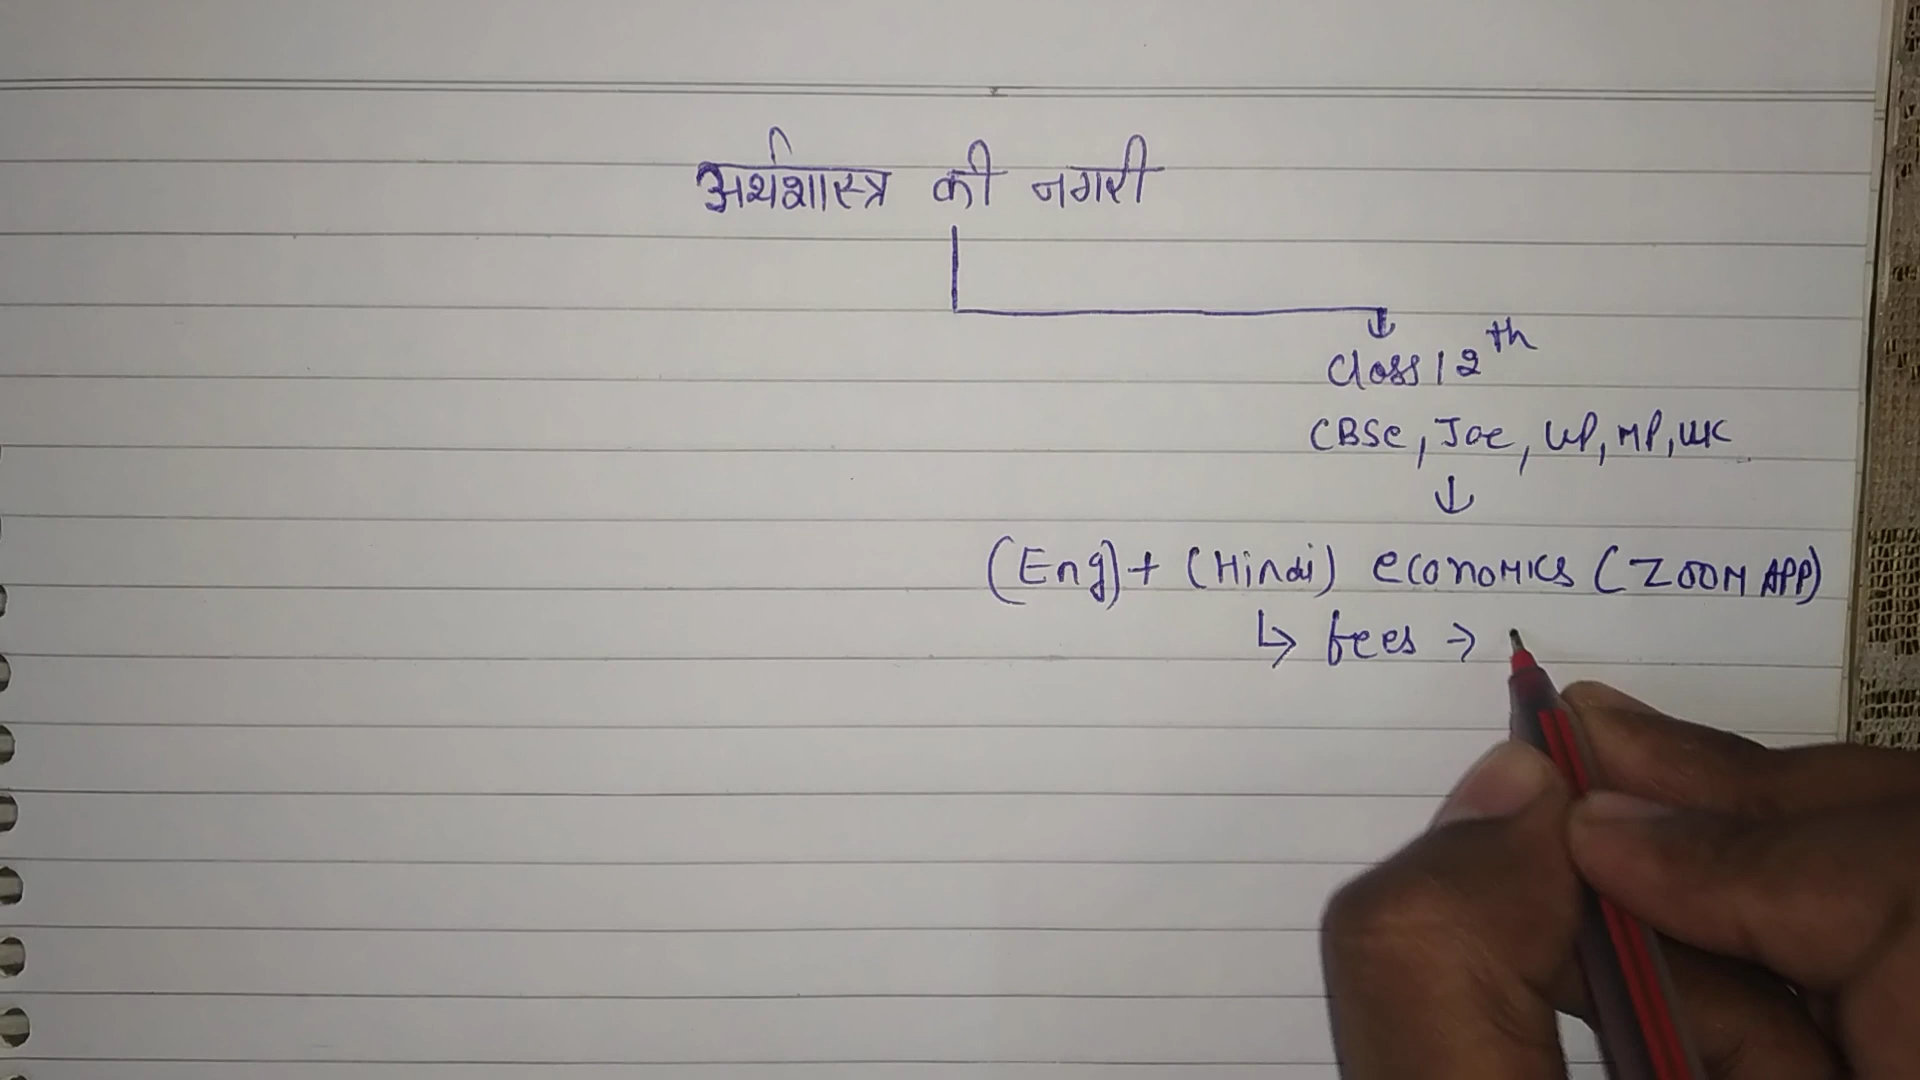 अर्थशास्त्र की नगरी
Class 12th
CBSE, Jac, UP, MP, UK
(Eng) + (Hindi) economics (ZOOM APP)
fees →